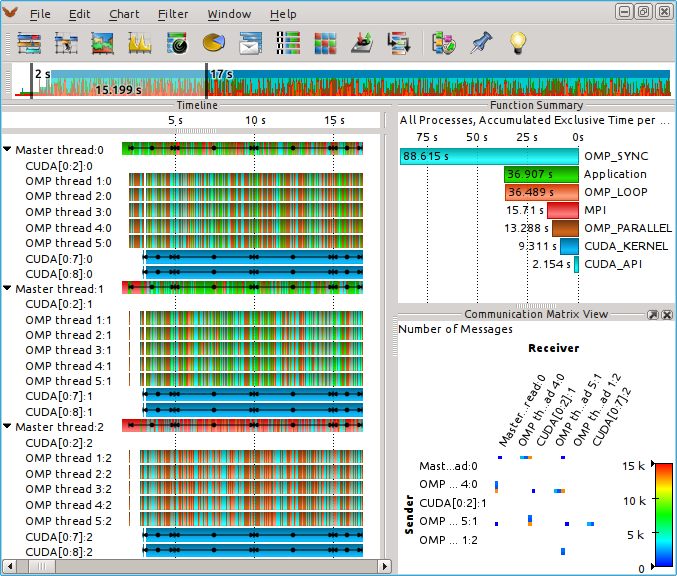 File Edit Chart Filter Window Help
2 s 17 s
15.199 s
Timeline
5 s 10 s 15 s
Master thread:0
CUDA[0:2]:0
OMP thread 1:0
OMP thread 2:0
OMP thread 3:0
OMP thread 4:0
OMP thread 5:0
CUDA[0:7]:0
CUDA[0:8]:0
Master thread:1
CUDA[0:2]:1
OMP thread 1:1
OMP thread 2:1
OMP thread 3:1
OMP thread 4:1
OMP thread 5:1
CUDA[0:7]:1
CUDA[0:8]:1
Master thread:2
CUDA[0:2]:2
OMP thread 1:2
OMP thread 2:2
OMP thread 3:2
OMP thread 4:2
OMP thread 5:2
CUDA[0:7]:2
CUDA[0:8]:2
Function Summary
All Processes, Accumulated Exclusive Time per ...
75 s 50 s 25 s 0s
88.615 s OMP_SYNC
36.907 s Application
36.489 s OMP_LOOP
15.71 s MPI
13.288 s OMP_PARALLEL
9.311 s CUDA_KERNEL
2.154 s CUDA_API
Communication Matrix View
Number of Messages
Receiver
Master...read:0
OMP th...ad 4:0
CUDA[0:2]:1
OMP th...ad 5:1
OMP th...ad 1:2
CUDA[0:7]:2
Sender
Mast...ad:0
OMP ... 4:0
CUDA[0:2]:1
OMP ... 5:1
OMP ... 1:2
15 k
10 k
5 k
0